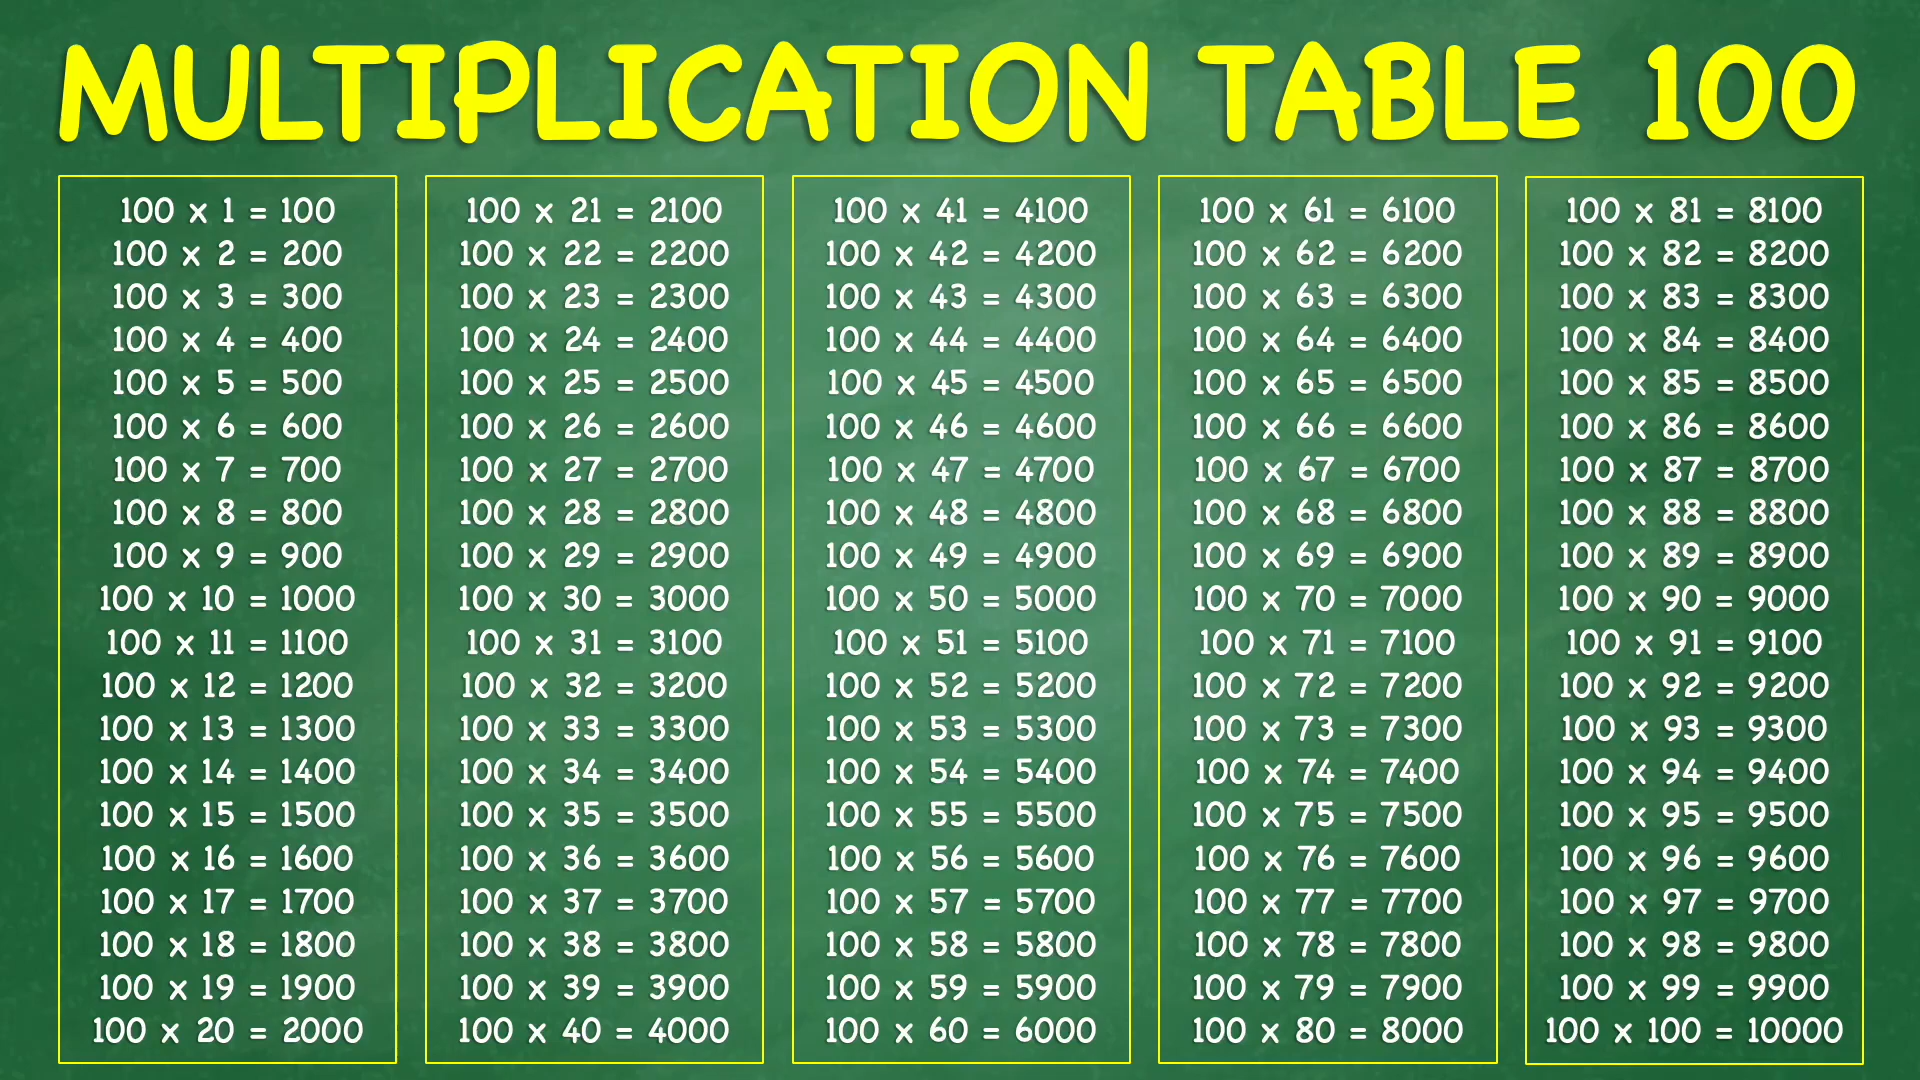 MULTIPLICATION TABLE 100
100 x 1 = 100
100 x 2 = 200
100 x 3 = 300
100 x 4 = 400
100 x 5 = 500
100 x 6 = 600
100 x 7 = 700
100 x 8 = 800
100 x 9 = 900
100 x 10 = 1000
100 x 11 = 1100
100 x 12 = 1200
100 x 13 = 1300
100 x 14 = 1400
100 x 15 = 1500
100 x 16 = 1600
100 x 17 = 1700
100 x 18 = 1800
100 x 19 = 1900
100 x 20 = 2000
100 x 21 = 2100
100 x 22 = 2200
100 x 23 = 2300
100 x 24 = 2400
100 x 25 = 2500
100 x 26 = 2600
100 x 27 = 2700
100 x 28 = 2800
100 x 29 = 2900
100 x 30 = 3000
100 x 31 = 3100
100 x 32 = 3200
100 x 33 = 3300
100 x 34 = 3400
100 x 35 = 3500
100 x 36 = 3600
100 x 37 = 3700
100 x 38 = 3800
100 x 39 = 3900
100 x 40 = 4000
100 x 41 = 4100
100 x 42 = 4200
100 x 43 = 4300
100 x 44 = 4400
100 x 45 = 4500
100 x 46 = 4600
100 x 47 = 4700
100 x 48 = 4800
100 x 49 = 4900
100 x 50 = 5000
100 x 51 = 5100
100 x 52 = 5200
100 x 53 = 5300
100 x 54 = 5400
100 x 55 = 5500
100 x 56 = 5600
100 x 57 = 5700
100 x 58 = 5800
100 x 59 = 5900
100 x 60 = 6000
100 x 61 = 6100
100 x 62 = 6200
100 x 63 = 6300
100 x 64 = 6400
100 x 65 = 6500
100 x 66 = 6600
100 x 67 = 6700
100 x 68 = 6800
100 x 69 = 6900
100 x 70 = 7000
100 x 71 = 7100
100 x 72 = 7200
100 x 73 = 7300
100 x 74 = 7400
100 x 75 = 7500
100 x 76 = 7600
100 x 77 = 7700
100 x 78 = 7800
100 x 79 = 7900
100 x 80 = 8000
100 x 81 = 8100
100 x 82 = 8200
100 x 83 = 8300
100 x 84 = 8400
100 x 85 = 8500
100 x 86 = 8600
100 x 87 = 8700
100 x 88 = 8800
100 x 89 = 8900
100 x 90 = 9000
100 x 91 = 9100
100 x 92 = 9200
100 x 93 = 9300
100 x 94 = 9400
100 x 95 = 9500
100 x 96 = 9600
100 x 97 = 9700
100 x 98 = 9800
100 x 99 = 9900
100 x 100 = 10000